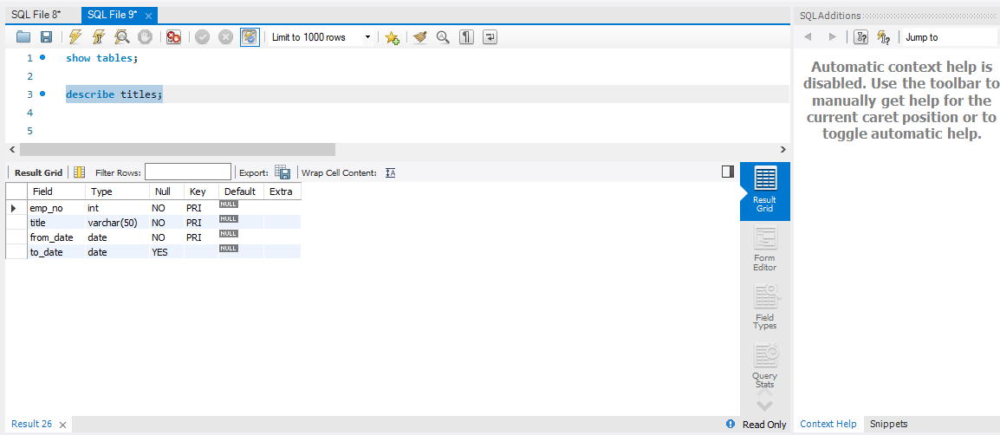 SQL File 8* SQL File 9* SQLAdditions
Limit to 1000 rows Jump to
1 show tables;
2
3 describe titles;
4
5
Automatic context help is
disabled. Use the toolbar to
manually get help for the
current caret position or to
toggle automatic help.
Result Grid Filter Rows: Export: Wrap Cell Content:
Field Type Null Key Default Extra
emp_no int NO PRI NULL
title varchar(50) NO PRI NULL
from_date date NO PRI NULL
to_date date YES NULL
Result
Grid
Form
Editor
Field
Types
Query
Stats
Result 26 Read Only Context Help Snippets